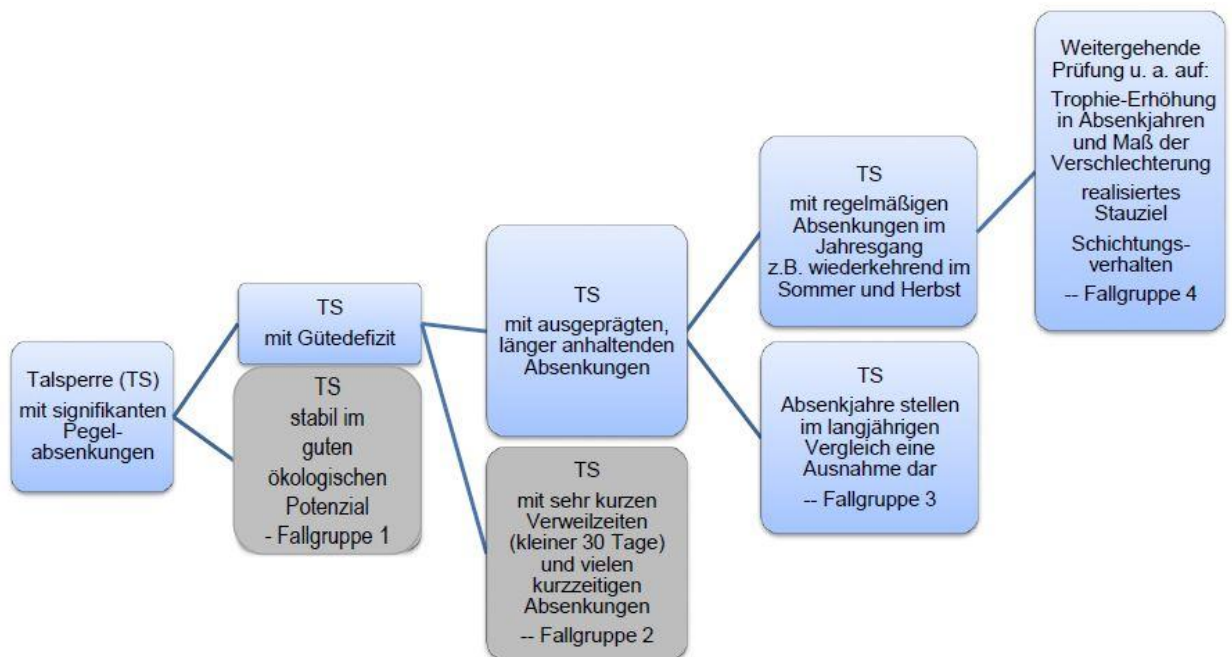 Talsperre (TS)
mit signifikanten
Pegel-
absenkungen
TS
mit Gütedefizit
TS
stabil im
guten
ökologischen
Potenzial
- Fallgruppe 1
TS
mit ausgeprägten,
länger anhaltenden
Absenkungen
TS
mit sehr kurzen
Verweilzeiten
(kleiner 30 Tage)
und vielen
kurzzeitigen
Absenkungen
-- Fallgruppe 2
TS
mit regelmäßigen
Absenkungen im
Jahresgang
z.B. wiederkehrend im
Sommer und Herbst
TS
Absenkjahre stellen
im langjährigen
Vergleich eine
Ausnahme dar
-- Fallgruppe 3
Weitergehende
Prüfung u. a. auf:
Trophie-Erhöhung
in Absenkjahren
und Maß der
Verschlechterung
realisiertes
Stauziel
Schichtungs-
verhalten
-- Fallgruppe 4